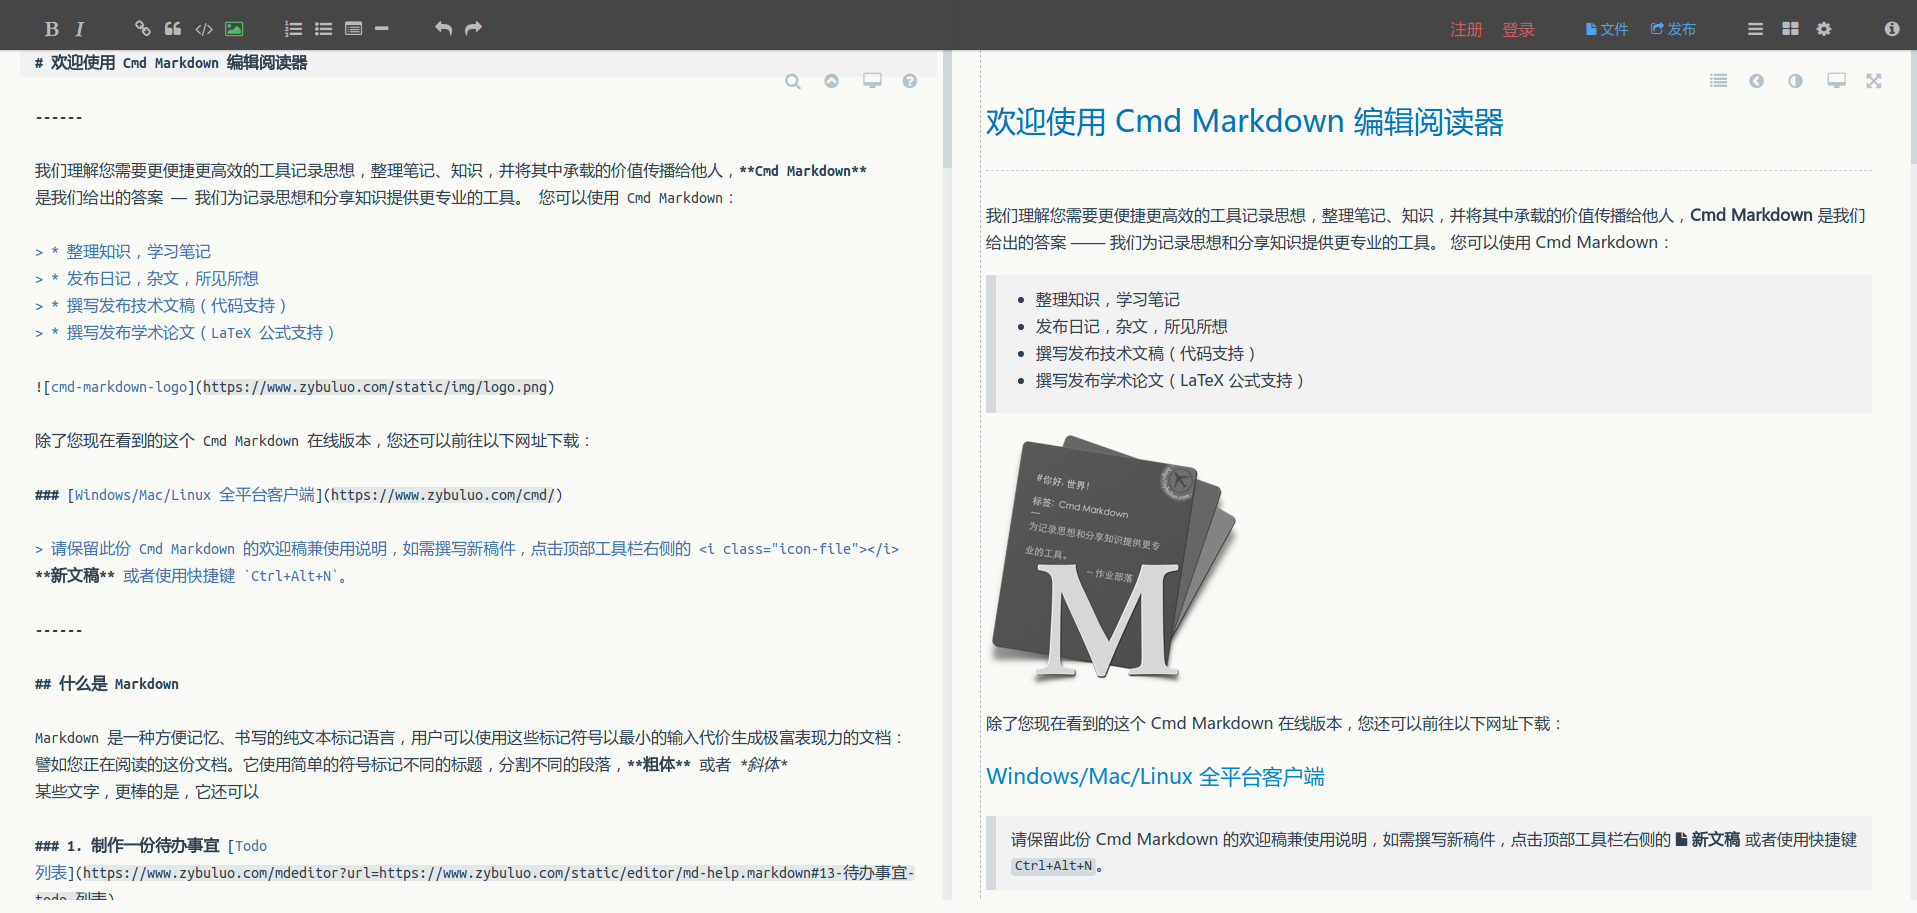 B I
注册 登录 文件 发布
# 欢迎使用 Cmd Markdown 编辑阅读器
------
我们理解您需要更便捷更高效的工具记录思想，整理笔记、知识，并将其中承载的价值传播给他人，**Cmd Markdown**
是我们给出的答案 — 我们为记录思想和分享知识提供更专业的工具。 您可以使用 Cmd Markdown：
> * 整理知识，学习笔记
> * 发布日记，杂文，所见所想
> * 撰写发布技术文稿（代码支持）
> * 撰写发布学术论文（LaTeX 公式支持）
![cmd-markdown-logo](https://www.zybuluo.com/static/img/logo.png)
除了您现在看到的这个 Cmd Markdown 在线版本，您还可以前往以下网址下载：
### [Windows/Mac/Linux 全平台客户端](https://www.zybuluo.com/cmd/)
> 请保留此份 Cmd Markdown 的欢迎稿兼使用说明，如需撰写新稿件，点击顶部工具栏右侧的 <i class="icon-file"></i>
**新文稿** 或者使用快捷键 `Ctrl+Alt+N`。
------
## 什么是 Markdown
Markdown 是一种方便记忆、书写的纯文本标记语言，用户可以使用这些标记符号以最小的输入代价生成极富表现力的文档：
譬如您正在阅读的这份文档。它使用简单的符号标记不同的标题，分割不同的段落，**粗体** 或者 *斜体*
某些文字，更棒的是，它还可以
### 1. 制作一份待办事宜 [Todo
列表](https://www.zybuluo.com/mdeditor?url=https://www.zybuluo.com/static/editor/md-help.markdown#13-待办事宜-
todo-列表)
欢迎使用 Cmd Markdown 编辑阅读器
我们理解您需要更便捷更高效的工具记录思想，整理笔记、知识，并将其中承载的价值传播给他人，Cmd Markdown 是我们
给出的答案 —— 我们为记录思想和分享知识提供更专业的工具。 您可以使用 Cmd Markdown：
整理知识，学习笔记
发布日记，杂文，所见所想
撰写发布技术文稿（代码支持）
撰写发布学术论文（LaTeX 公式支持）
#你好, 世界!
标签: Cmd Markdown
---
为记录思想和分享知识提供更专
业的工具。
-- 作业部落
M
除了您现在看到的这个 Cmd Markdown 在线版本，您还可以前往以下网址下载：
Windows/Mac/Linux 全平台客户端
请保留此份 Cmd Markdown 的欢迎稿兼使用说明，如需撰写新稿件，点击顶部工具栏右侧的 新文稿 或者使用快捷键
Ctrl+Alt+N。